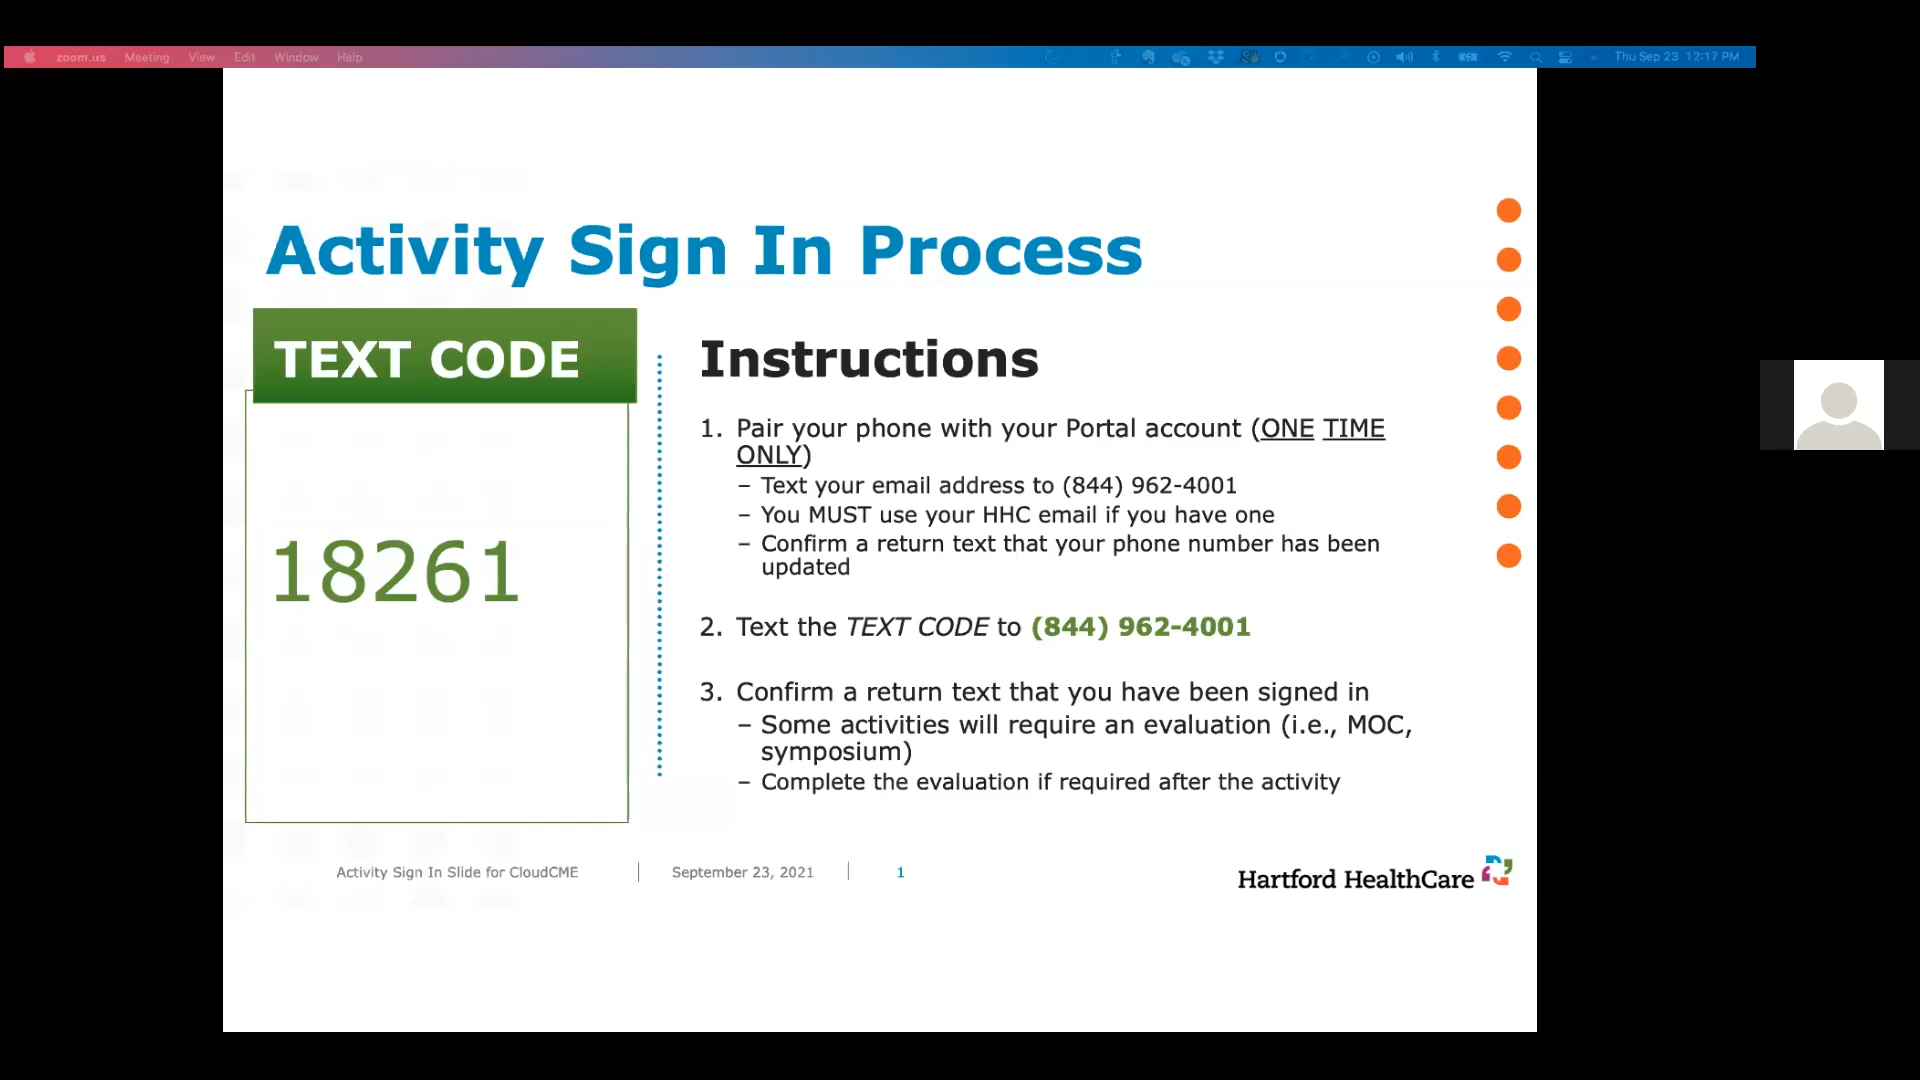 zoom.us Meeting View Edit Window Help Thu Sep 23 12:17 PM
Activity Sign In Process
TEXT CODE
18261
Instructions
1. Pair your phone with your Portal account (ONE TIME
ONLY)
– Text your email address to (844) 962-4001
– You MUST use your HHC email if you have one
– Confirm a return text that your phone number has been
updated
2. Text the TEXT CODE to (844) 962-4001
3. Confirm a return text that you have been signed in
– Some activities will require an evaluation (i.e., MOC,
symposium)
– Complete the evaluation if required after the activity
Activity Sign In Slide for CloudCME | September 23, 2021 | 1
Hartford HealthCare